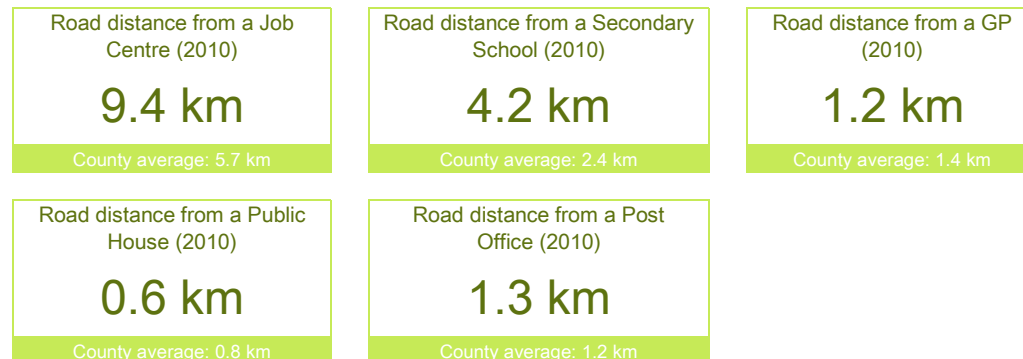 Road distance from a Job
Centre (2010)
9.4 km
County average: 5.7 km
Road distance from a Secondary
School (2010)
4.2 km
County average: 2.4 km
Road distance from a GP
(2010)
1.2 km
County average: 1.4 km
Road distance from a Public
House (2010)
0.6 km
County average: 0.8 km
Road distance from a Post
Office (2010)
1.3 km
County average: 1.2 km